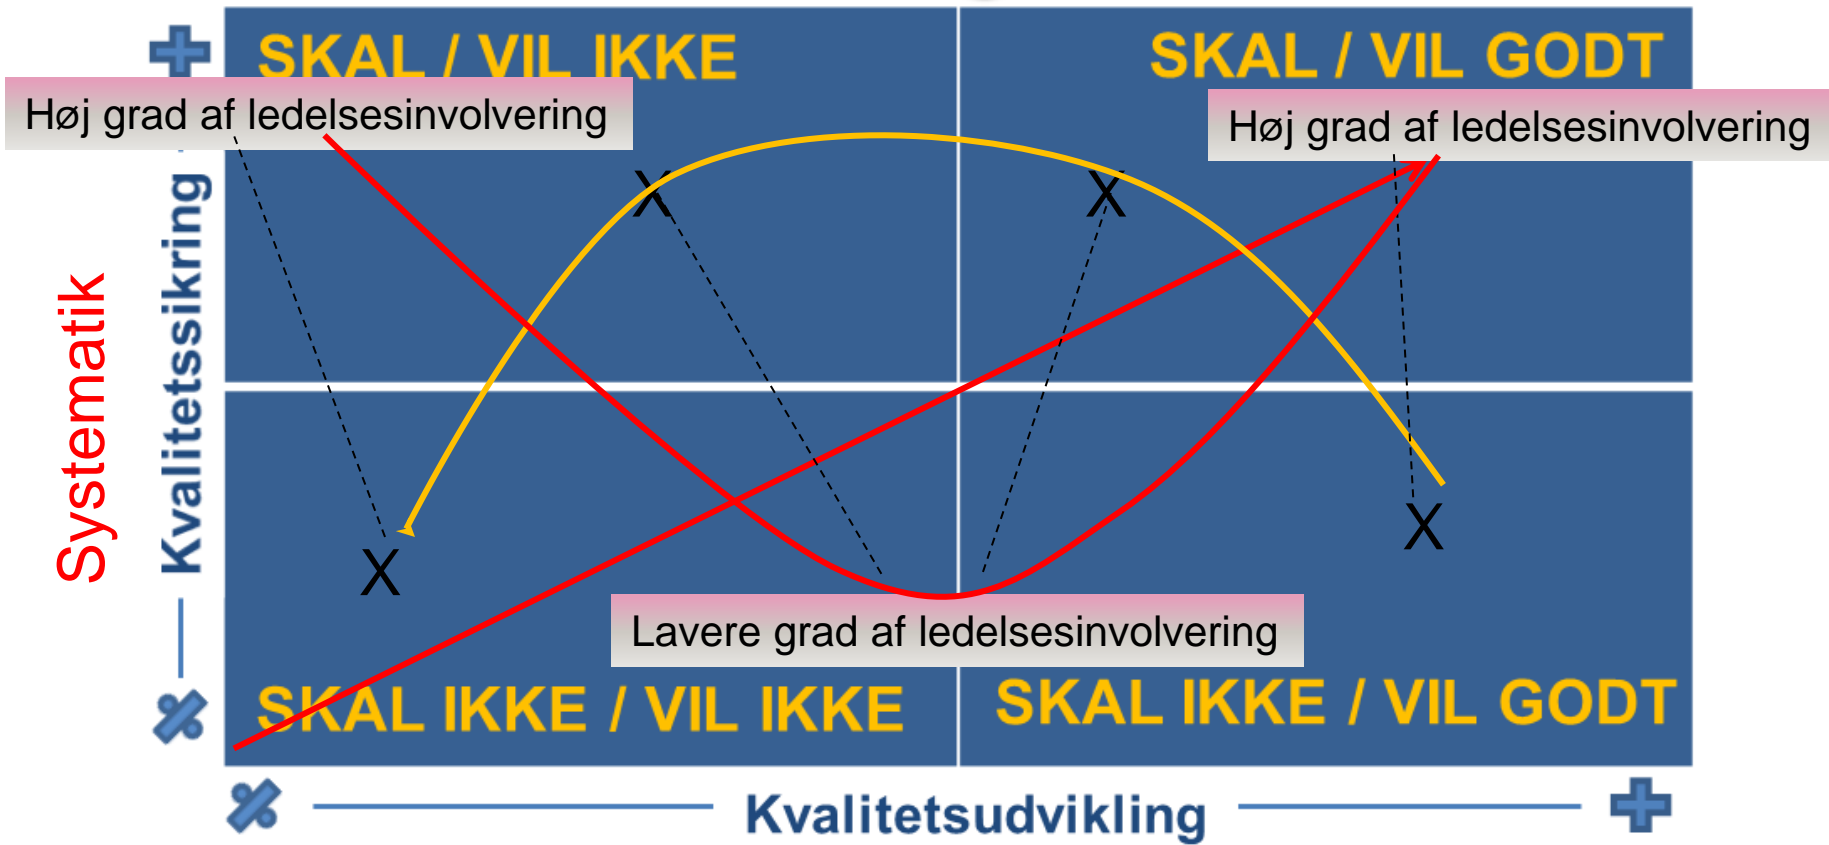 SKAL / VIL IKKE
SKAL / VIL GODT
Høj grad af ledelsesinvolvering
Høj grad af ledelsesinvolvering
X
X
Systematik
Kvalitetssikring
X
X
Lavere grad af ledelsesinvolvering
SKAL IKKE / VIL IKKE
SKAL IKKE / VIL GODT
Kvalitetsudvikling